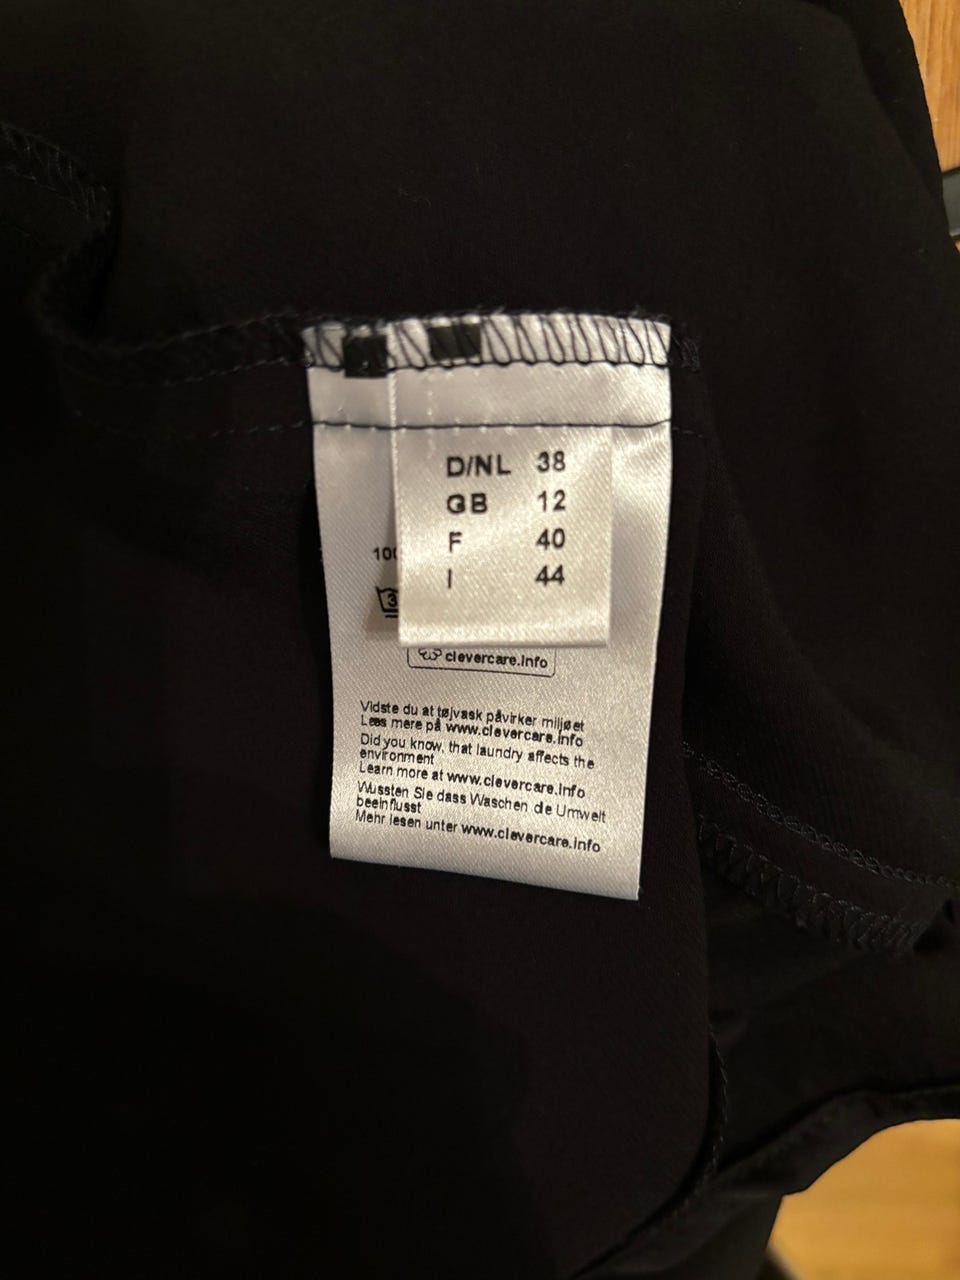 D/NL 38
GB 12
F 40
I 44
clevercare.info
Vidste du at tøjvask påvirker miljøet
Læs mere på www.clevercare.info
Did you know, that laundry affects the
environment
Learn more at www.clevercare.info
Wussten Sie dass Waschen die Umwelt
beeinflusst
Mehr lesen unter www.clevercare.info